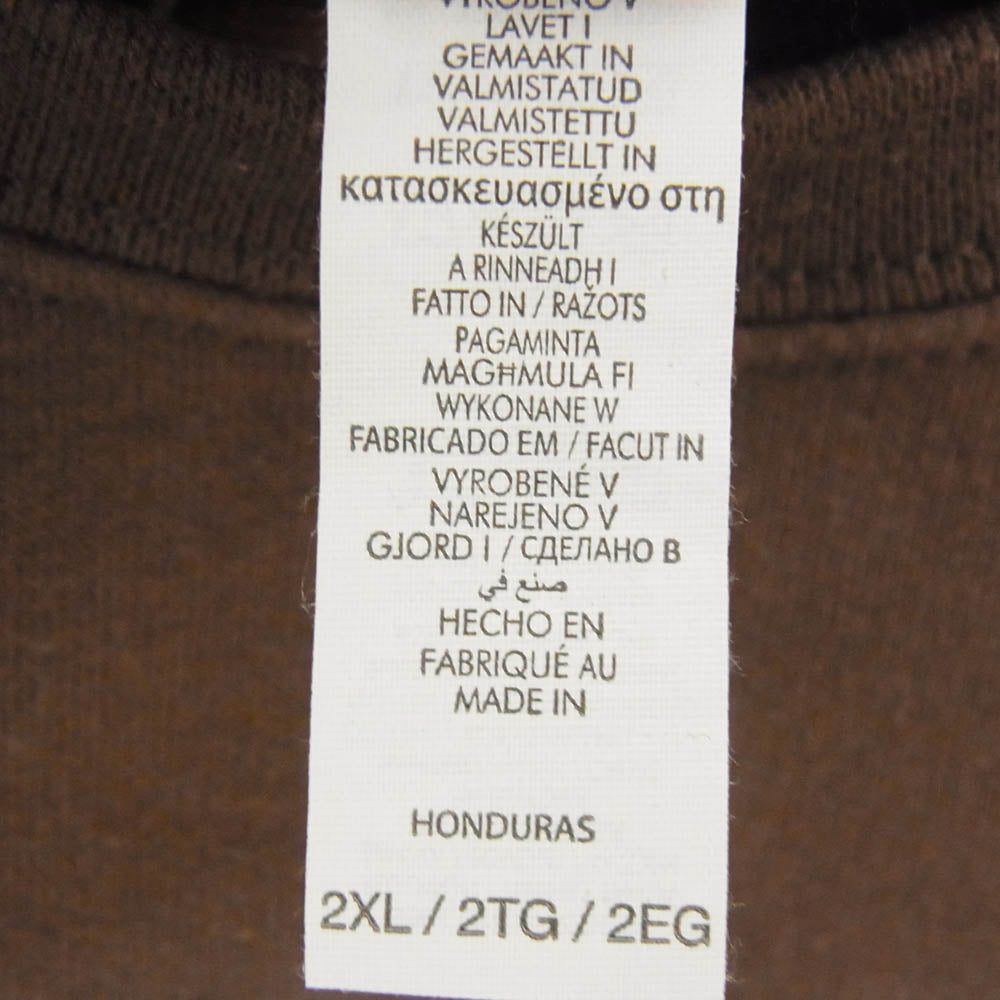 VYROBENO V
LAVET I
GEMAAKT IN
VALMISTATUD
VALMISTETTU
HERGESTELLT IN
κατασκευασμένο στη
KÉSZÜLT
A RINNEADH I
FATTO IN / RAŽOTS
PAGAMINTA
MAGĦMULA FI
WYKONANE W
FABRICADO EM / FACUT IN
VYROBENÉ V
NAREJENO V
GJORD I / СДЕЛАНО В
صنع في
HECHO EN
FABRIQUÉ AU
MADE IN
HONDURAS
2XL / 2TG / 2EG